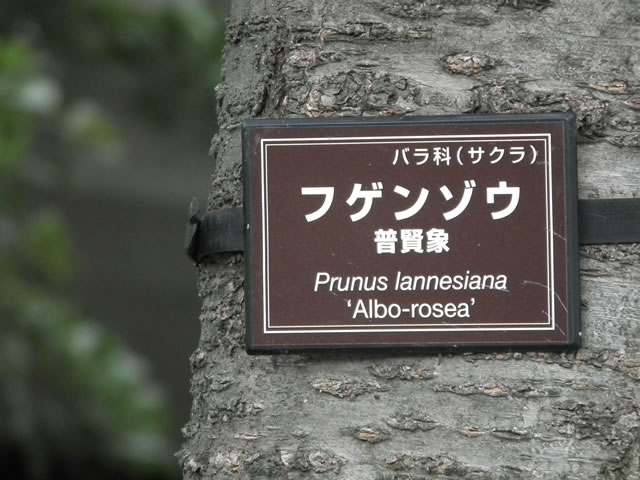 バラ科(サクラ)
フゲンゾウ
普賢象
Prunus lannesiana
'Albo-rosea'